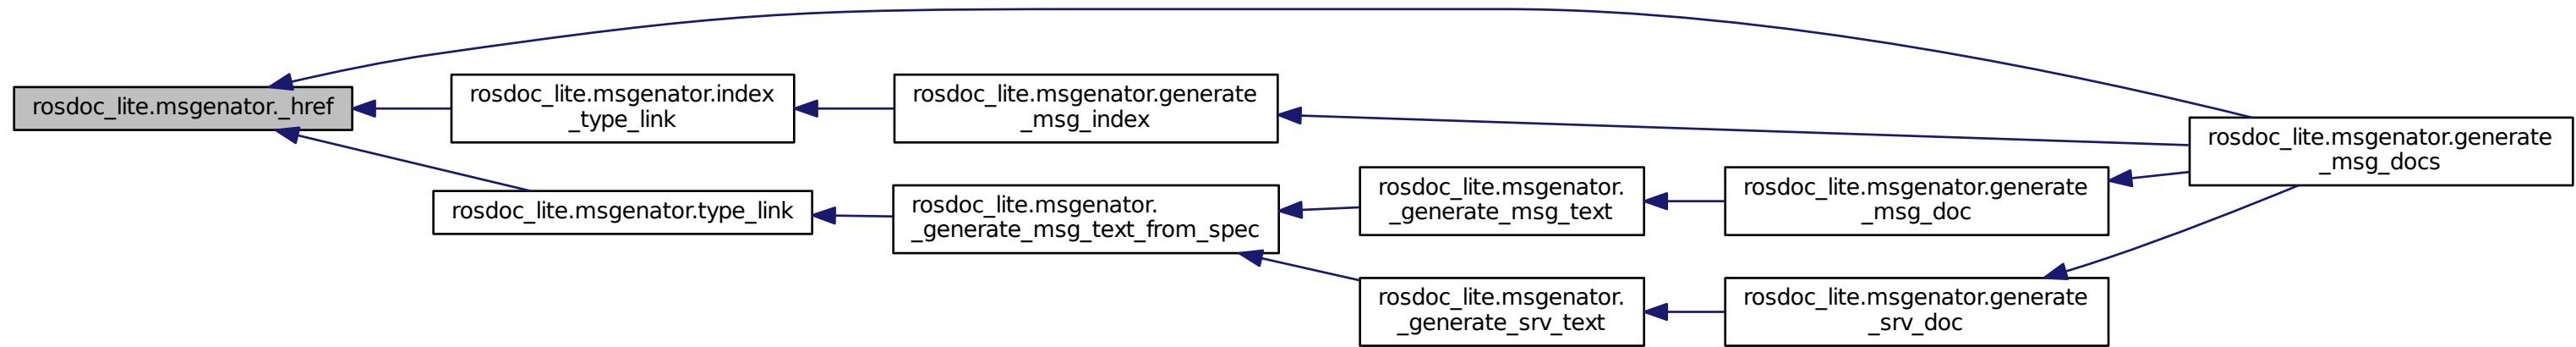 rosdoc_lite.msgenator._href
rosdoc_lite.msgenator.index
_type_link
rosdoc_lite.msgenator.generate
_msg_index
rosdoc_lite.msgenator.generate
_msg_docs
rosdoc_lite.msgenator.type_link
rosdoc_lite.msgenator.
_generate_msg_text_from_spec
rosdoc_lite.msgenator.
_generate_msg_text
rosdoc_lite.msgenator.generate
_msg_doc
rosdoc_lite.msgenator.
_generate_srv_text
rosdoc_lite.msgenator.generate
_srv_doc